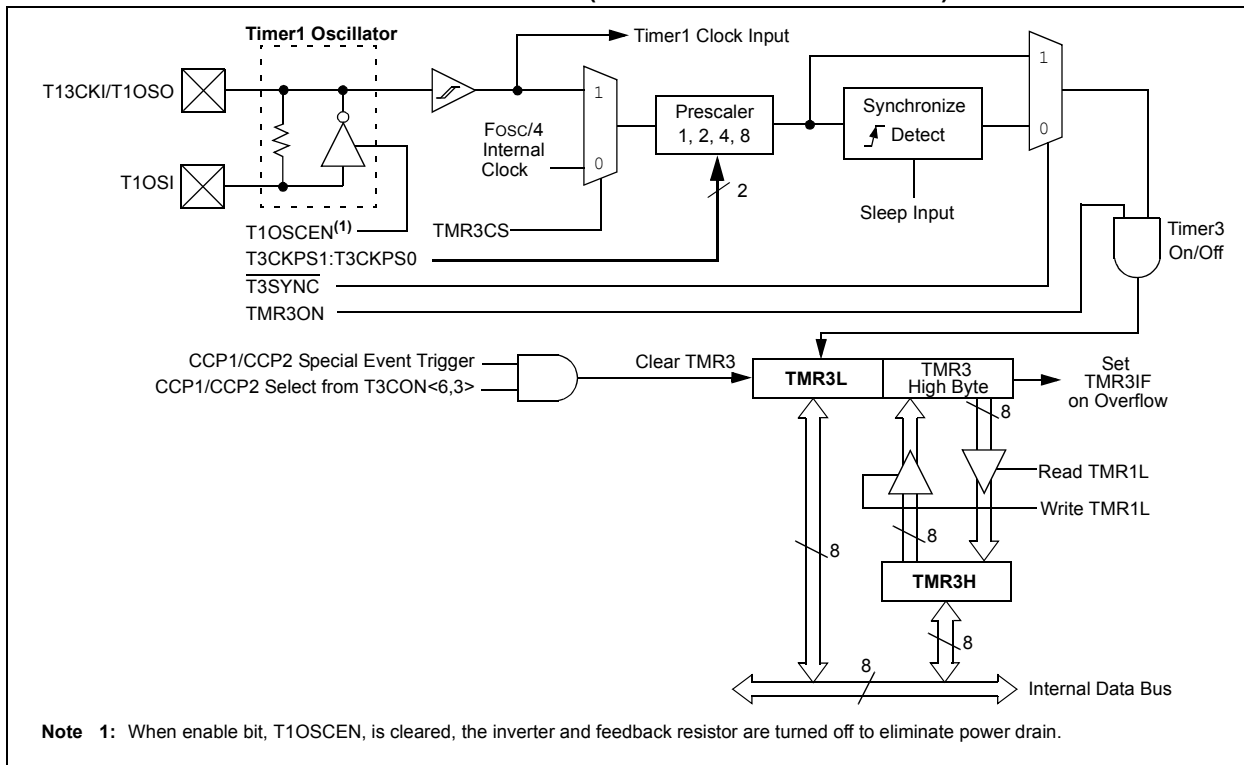 Timer1 Oscillator
Timer1 Clock Input
T13CKI/T1OSO
1
FOSC/4
Internal
Clock
0
Prescaler
1, 2, 4, 8
Synchronize
Detect
1
0
T1OSI
2
Sleep Input
T1OSCEN(1)
TMR3CS
Timer3
On/Off
T3CKPS1:T3CKPS0
T3SYNC
TMR3ON
CCP1/CCP2 Special Event Trigger
CCP1/CCP2 Select from T3CON<6,3>
Clear TMR3
TMR3L
TMR3
High Byte
Set
TMR3IF
on Overflow
8
Read TMR1L
Write TMR1L
8
8
TMR3H
8
8
Internal Data Bus
Note 1: When enable bit, T1OSCEN, is cleared, the inverter and feedback resistor are turned off to eliminate power drain.